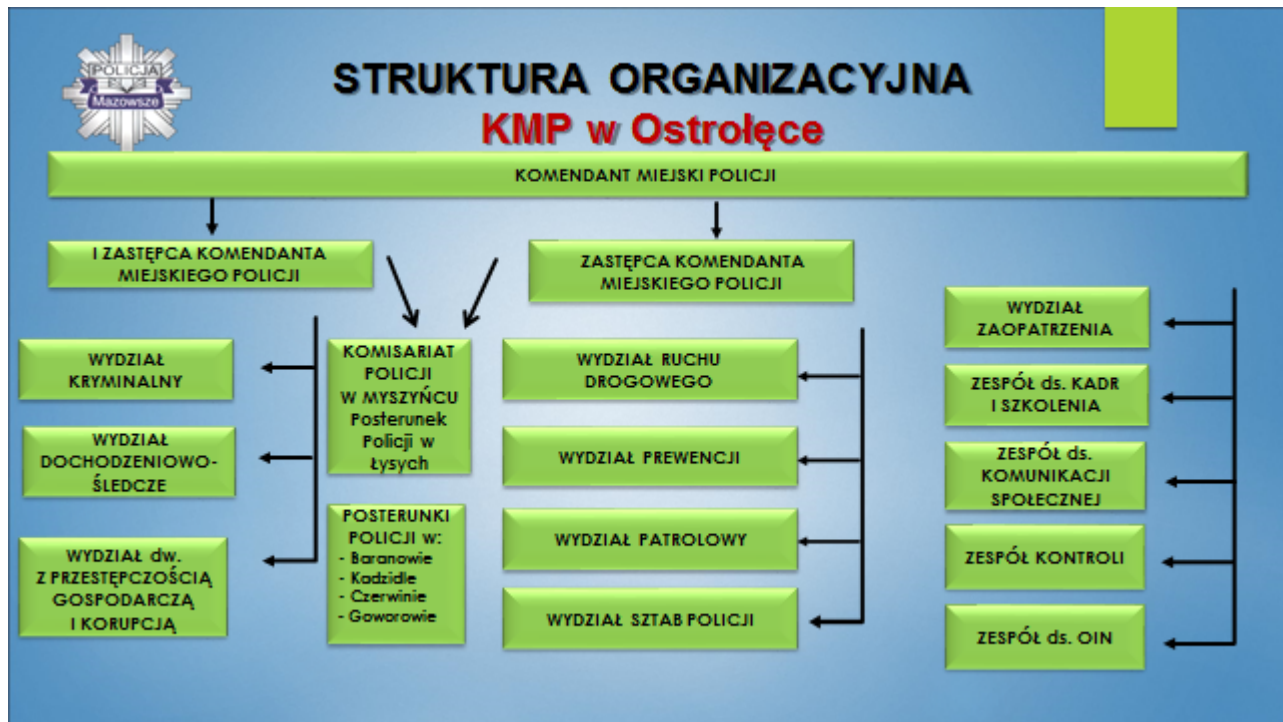 POLICJA
Mazowsze
STRUKTURA ORGANIZACYJNA
KMP w Ostrołęce
KOMENDANT MIEJSKI POLICJI
I ZASTĘPCA KOMENDANTA
MIEJSKIEGO POLICJI
ZASTĘPCA KOMENDANTA
MIEJSKIEGO POLICJI
WYDZIAŁ
KRYMINALNY
WYDZIAŁ
DOCHODZENIOWO-
ŚLEDCZE
WYDZIAŁ dw.
Z PRZESTĘPCZOŚCIĄ
GOSPODARCZĄ
I KORUPCJĄ
KOMISARIAT
POLICJI
W MYSZYŃCU
Posterunek
Policji w
Łysych
POSTERUNKI
POLICJI w:
- Baranowie
- Kadzidle
- Czerwinie
- Goworowie
WYDZIAŁ RUCHU
DROGOWEGO
WYDZIAŁ PREWENCJI
WYDZIAŁ PATROLOWY
WYDZIAŁ SZTAB POLICJI
WYDZIAŁ
ZAOPATRZENIA
ZESPÓŁ ds. KADR
I SZKOLENIA
ZESPÓŁ ds.
KOMUNIKACJI
SPOŁECZNEJ
ZESPÓŁ KONTROLI
ZESPÓŁ ds. OIN